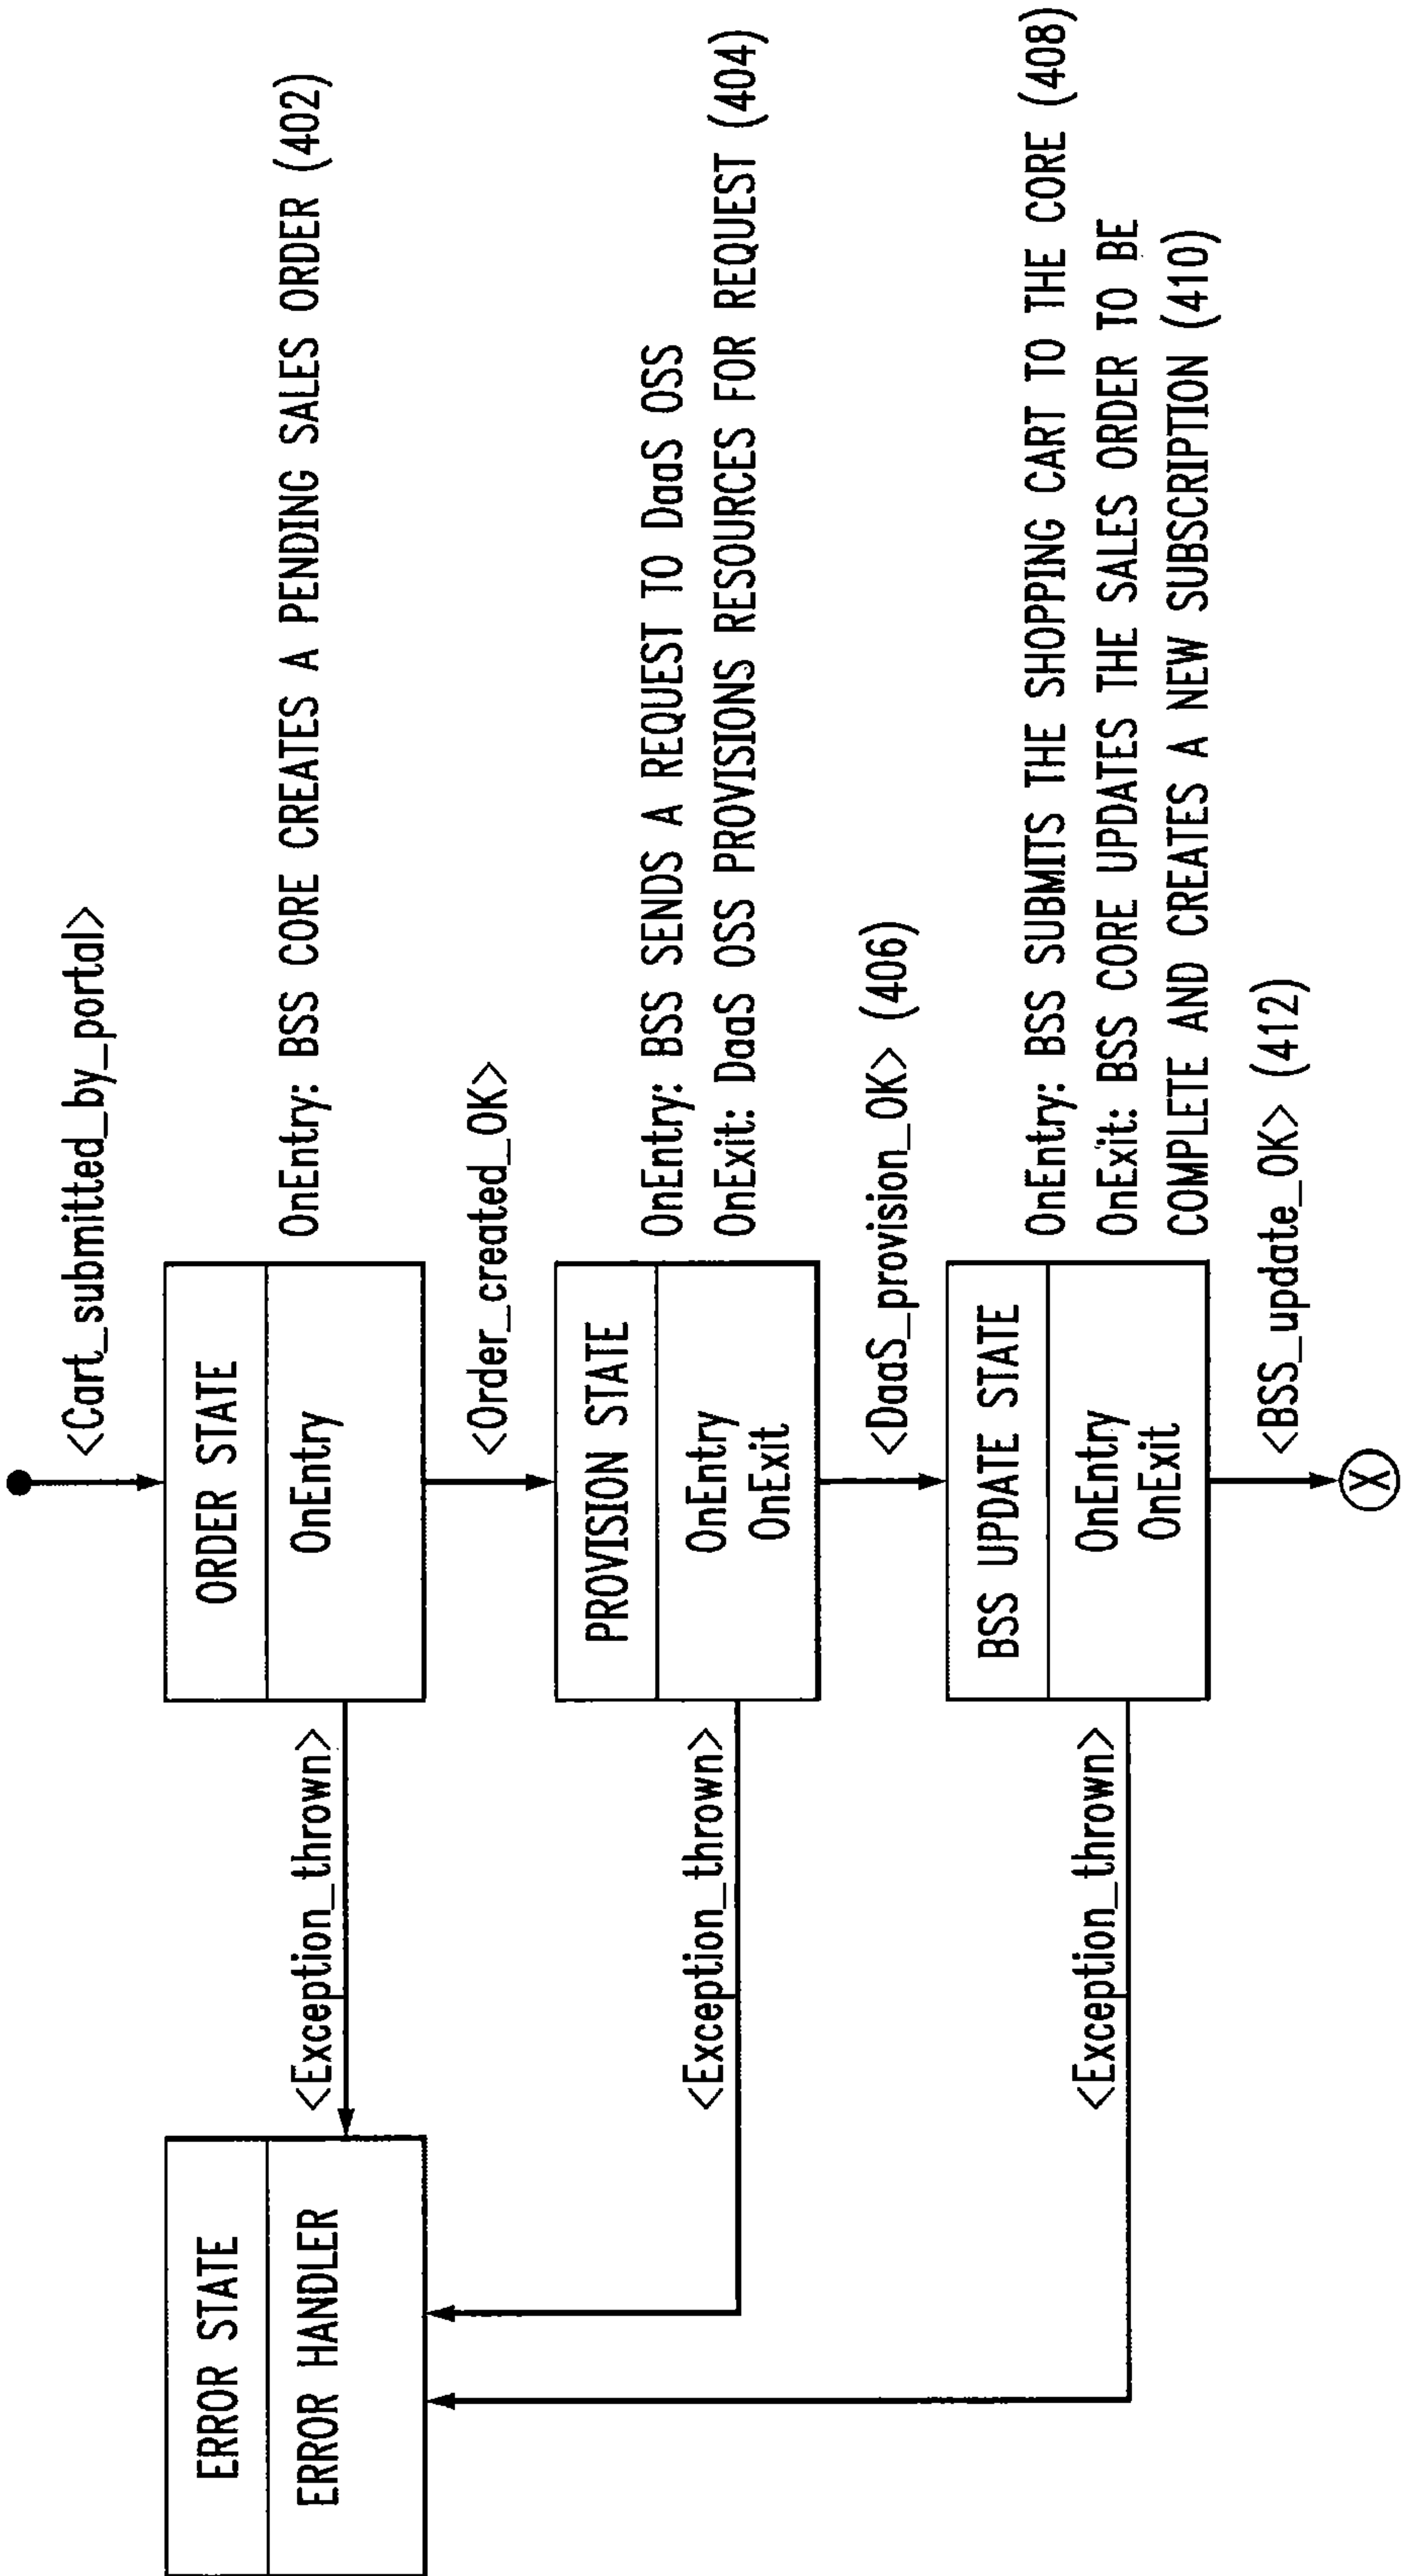 <Cart_submitted_by_portal>
ORDER STATE
OnEntry
OnEntry: BSS CORE CREATES A PENDING SALES ORDER (402)
<Exception_thrown>
ERROR STATE
ERROR HANDLER
<Order_created_OK>
PROVISION STATE
OnEntry
OnExit
OnEntry: BSS SENDS A REQUEST TO DaaS OSS
OnExit: DaaS OSS PROVISIONS RESOURCES FOR REQUEST (404)
<Exception_thrown>
<DaaS_provision_OK> (406)
BSS UPDATE STATE
OnEntry
OnExit
OnEntry: BSS SUBMITS THE SHOPPING CART TO THE CORE (408)
OnExit: BSS CORE UPDATES THE SALES ORDER TO BE
COMPLETE AND CREATES A NEW SUBSCRIPTION (410)
<Exception_thrown>
<BSS_update_OK> (412)
X